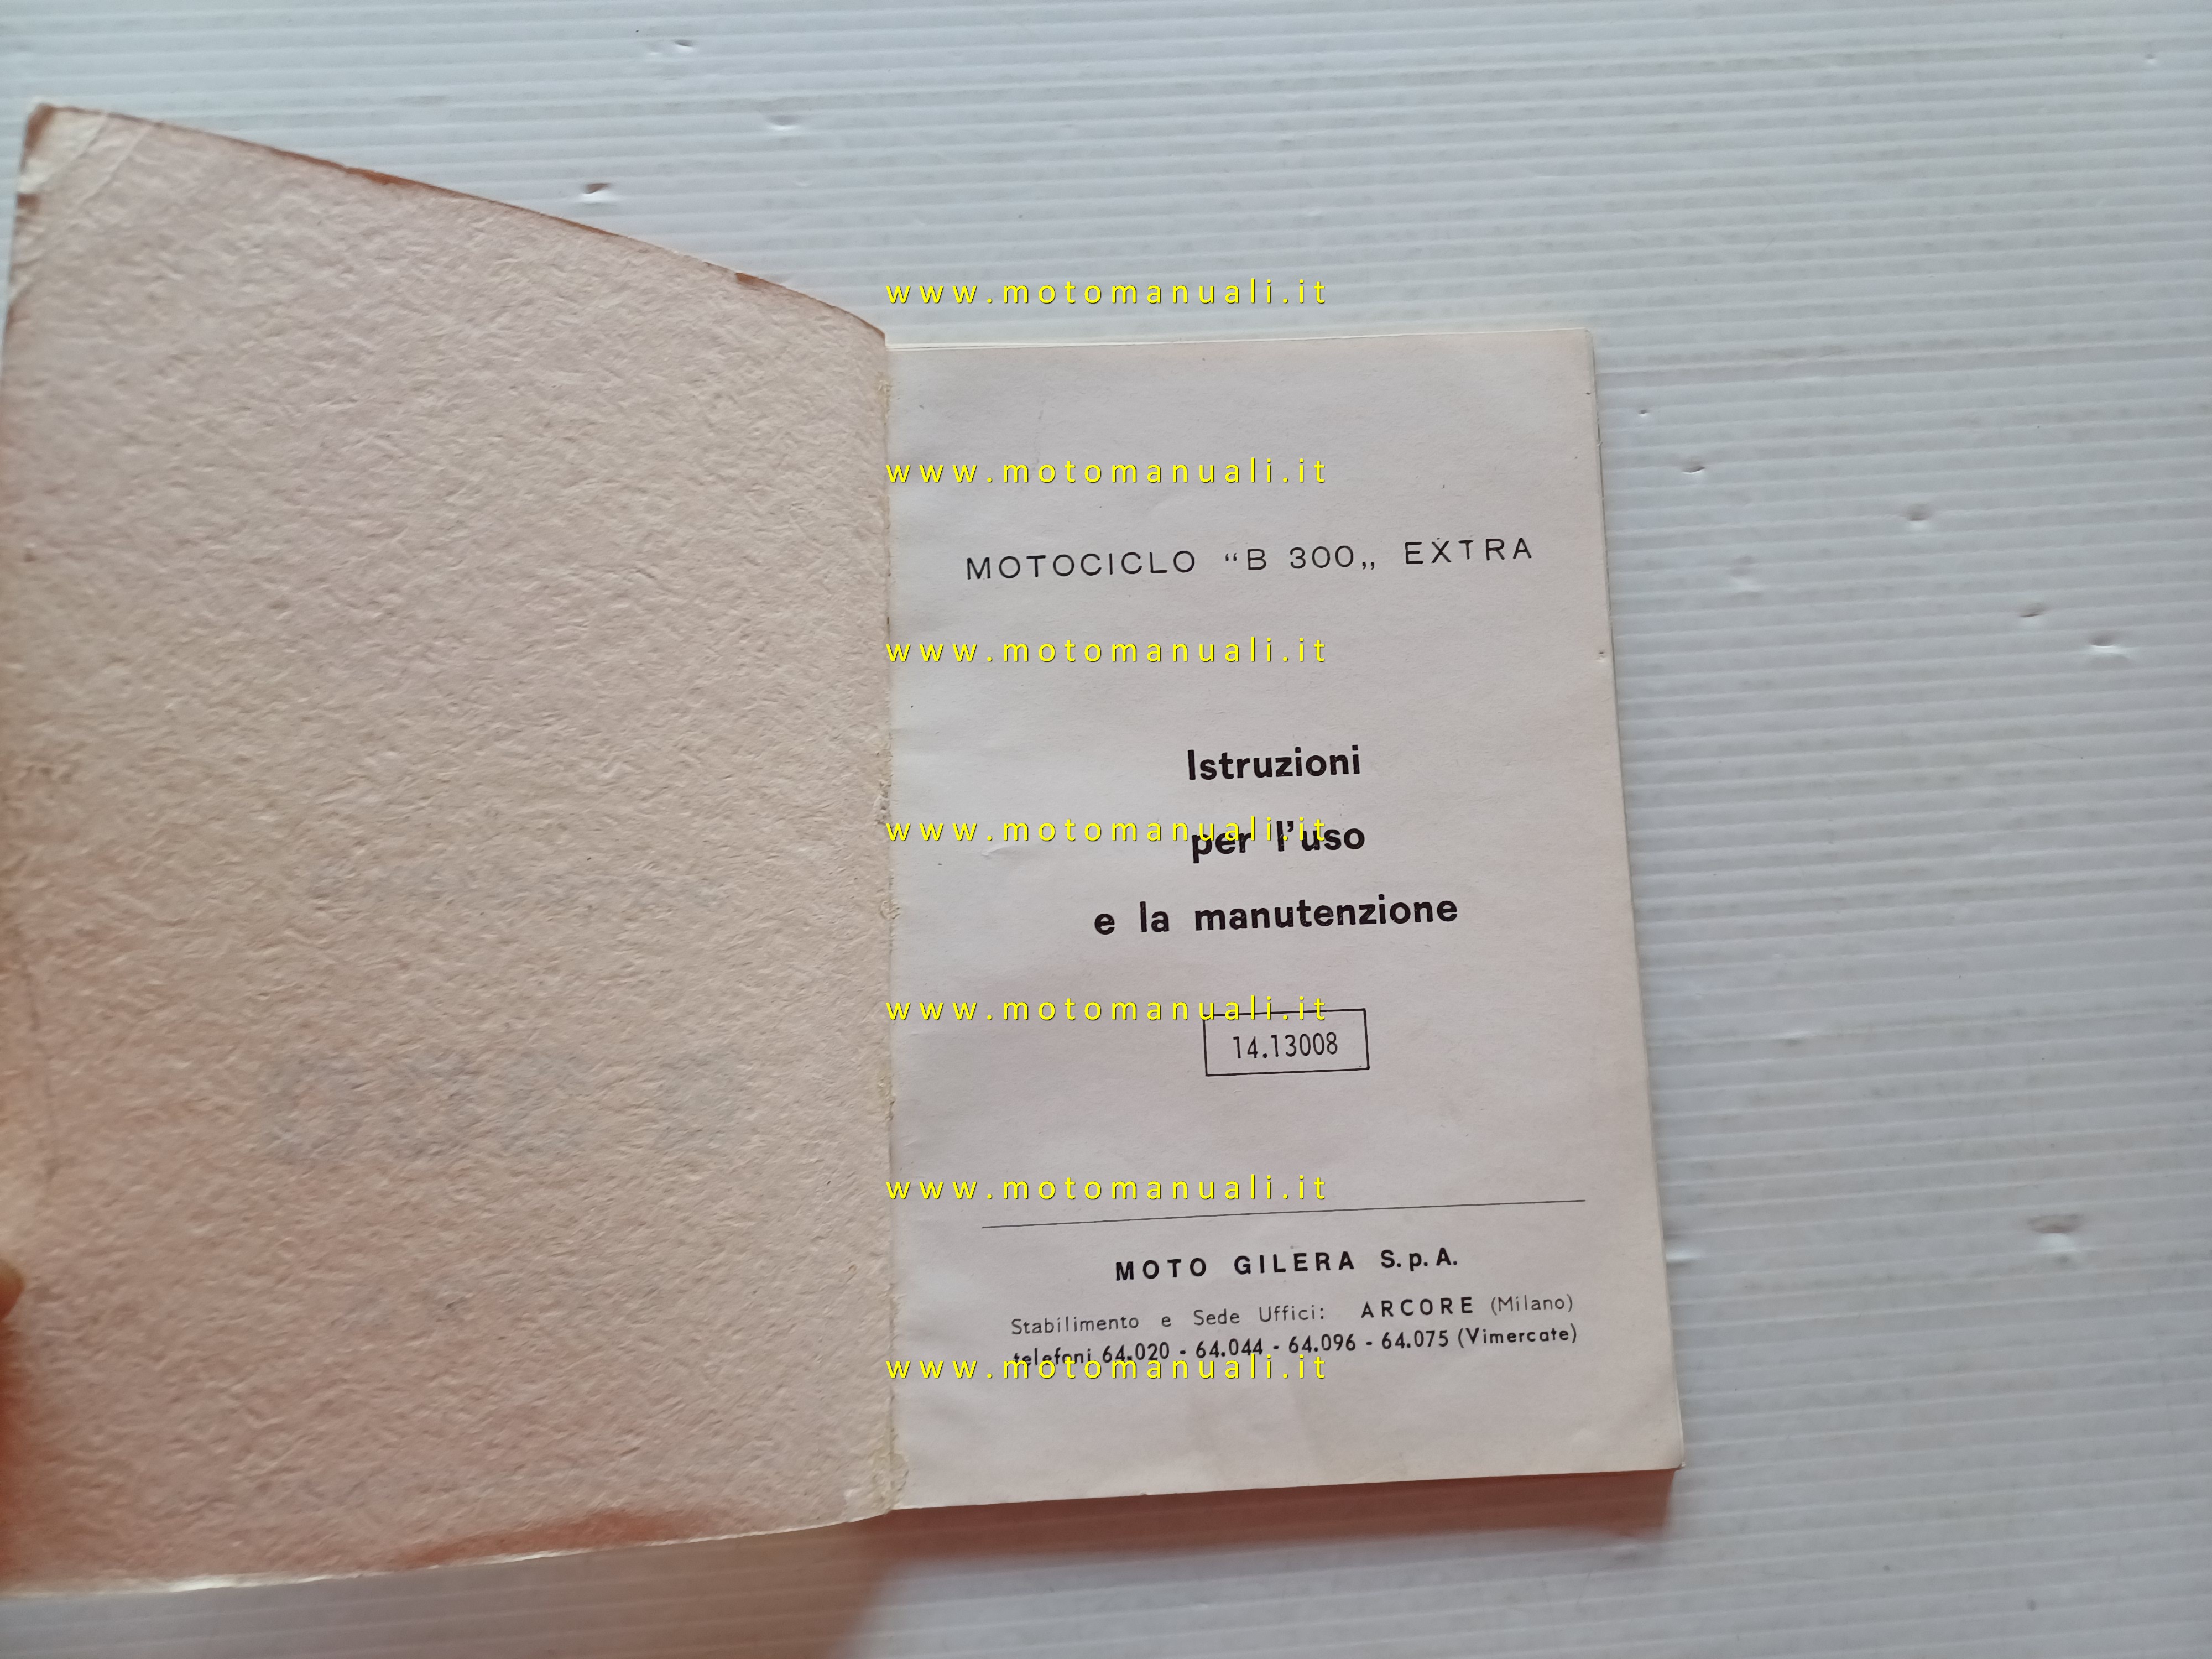 www.motomanuali.it
www.motomanuali.it
MOTOCICLO “B 300„ EXTRA
www.motomanuali.it
Istruzioni
www.motomanuali.it
per l’uso
e la manutenzione
www.motomanuali.it
14.13008
www.motomanuali.it
MOTO GILERA S.p.A.
Stabilimento e Sede Uffici: ARCORE (Milano)
telefoni 64.020 - 64.044 - 64.096 - 64.075 (Vimercate)
www.motomanuali.it